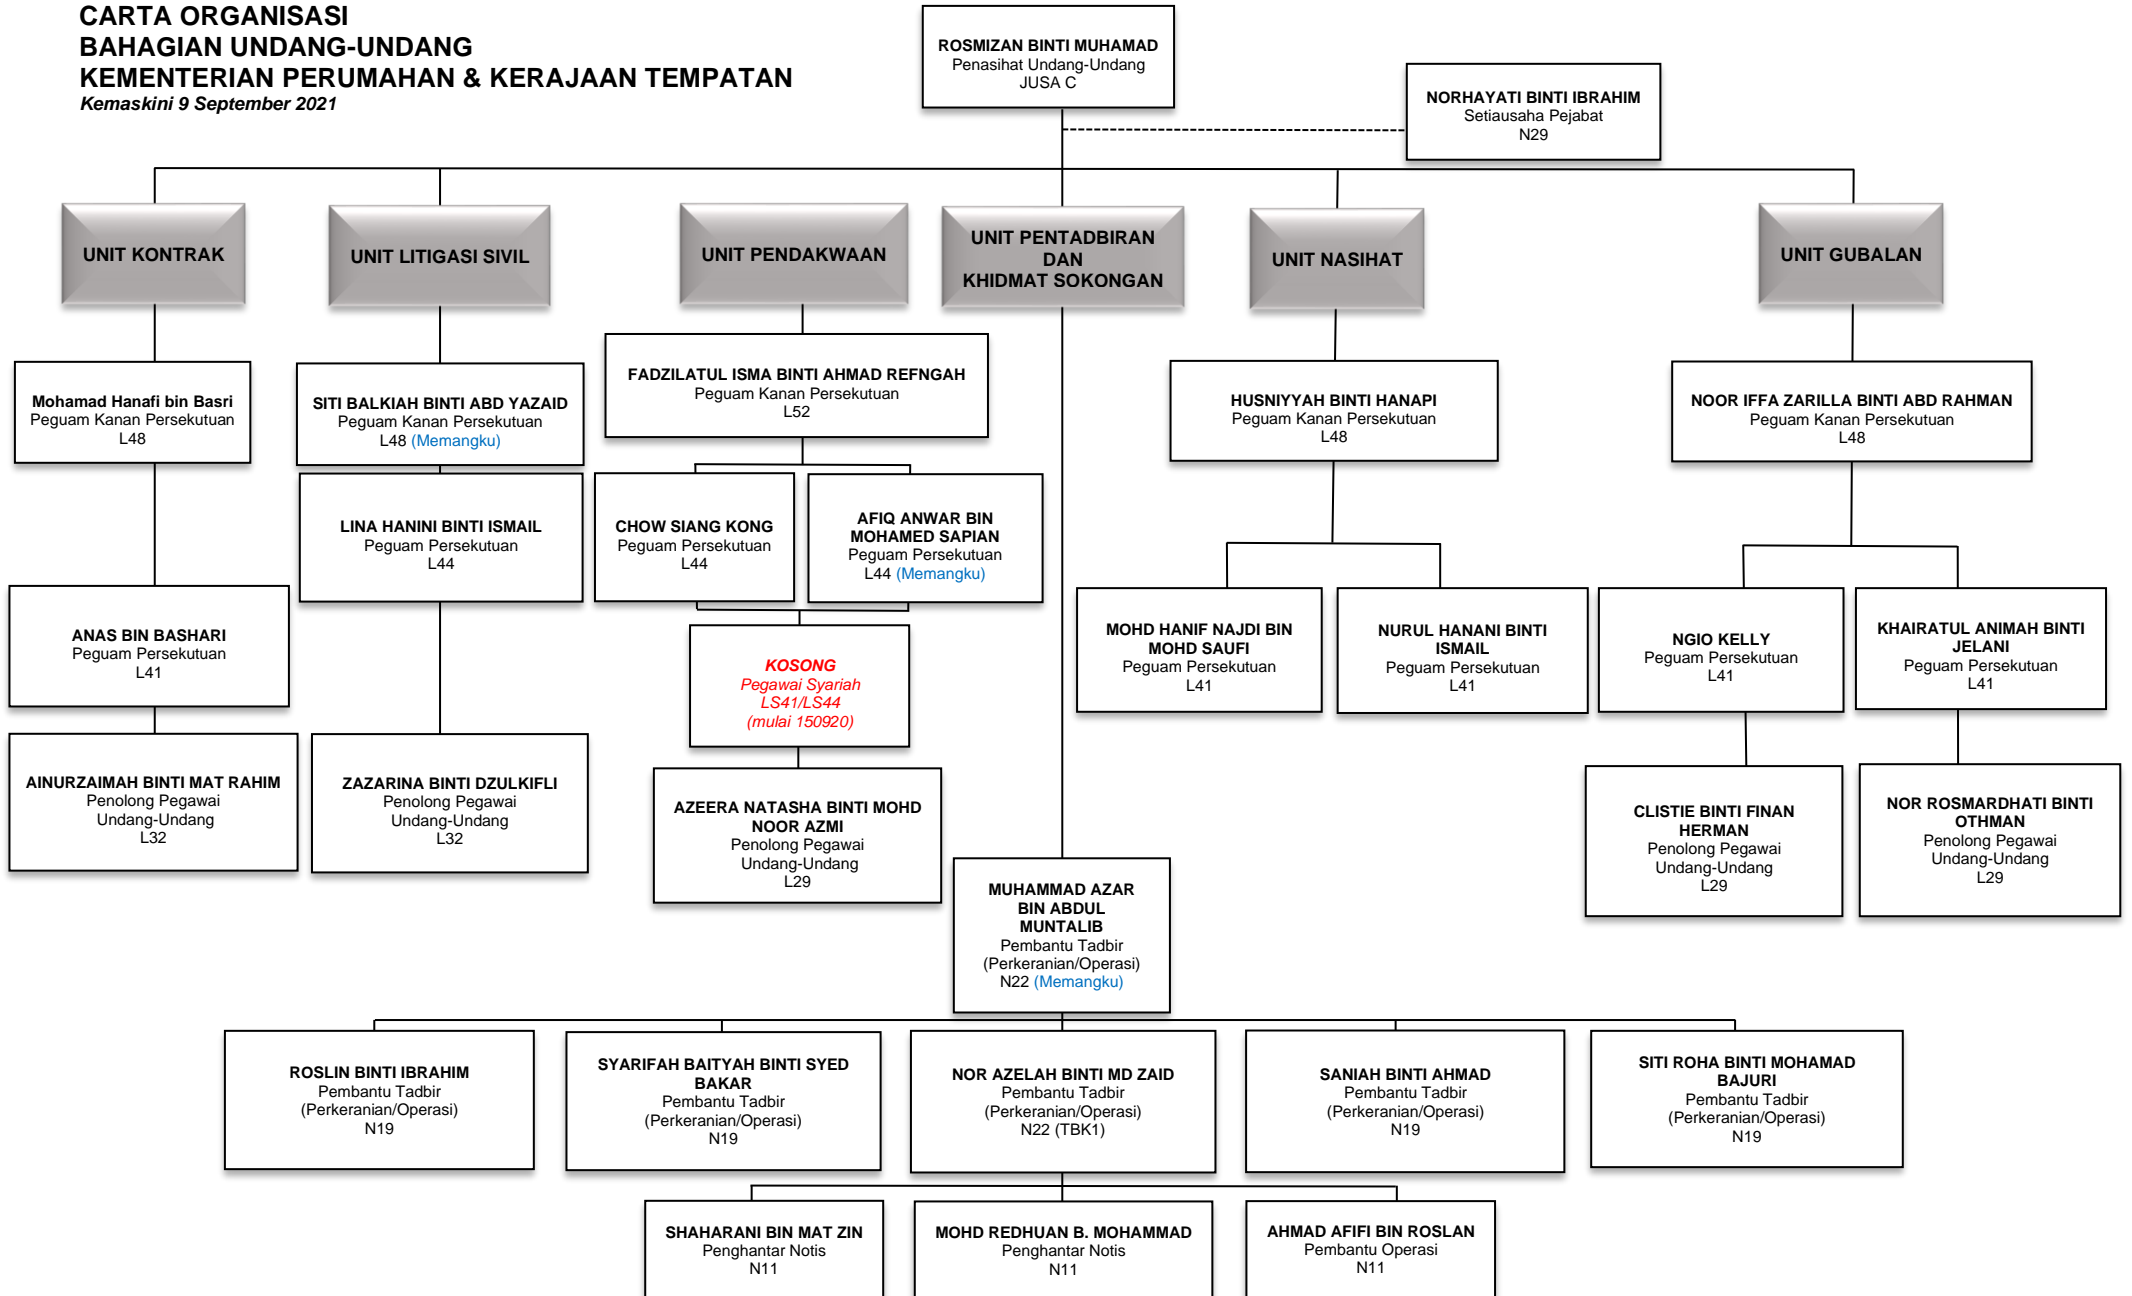 CARTA ORGANISASI
BAHAGIAN UNDANG-UNDANG
KEMENTERIAN PERUMAHAN & KERAJAAN TEMPATAN
Kemaskini 9 September 2021
ROSMIZAN BINTI MUHAMAD
Penasihat Undang-Undang
JUSA C
NORHAYATI BINTI IBRAHIM
Setiausaha Pejabat
N29
UNIT KONTRAK
UNIT LITIGASI SIVIL
UNIT PENDAKWAAN
UNIT PENTADBIRAN
DAN
KHIDMAT SOKONGAN
UNIT NASIHAT
UNIT GUBALAN
Mohamad Hanafi bin Basri
Peguam Kanan Persekutuan
L48
SITI BALKIAH BINTI ABD YAZAID
Peguam Kanan Persekutuan
L48 (Memangku)
FADZILATUL ISMA BINTI AHMAD REFNGAH
Peguam Kanan Persekutuan
L52
HUSNIYYAH BINTI HANAPI
Peguam Kanan Persekutuan
L48
NOOR IFFA ZARILLA BINTI ABD RAHMAN
Peguam Kanan Persekutuan
L48
LINA HANINI BINTI ISMAIL
Peguam Persekutuan
L44
CHOW SIANG KONG
Peguam Persekutuan
L44
AFIQ ANWAR BIN
MOHAMED SAPIAN
Peguam Persekutuan
L44 (Memangku)
ANAS BIN BASHARI
Peguam Persekutuan
L41
KOSONG
Pegawai Syariah
LS41/LS44
(mulai 150920)
MOHD HANIF NAJDI BIN
MOHD SAUFI
Peguam Persekutuan
L41
NURUL HANANI BINTI
ISMAIL
Peguam Persekutuan
L41
NGIO KELLY
Peguam Persekutuan
L41
KHAIRATUL ANIMAH BINTI
JELANI
Peguam Persekutuan
L41
AINURZAIMAH BINTI MAT RAHIM
Penolong Pegawai
Undang-Undang
L32
ZAZARINA BINTI DZULKIFLI
Penolong Pegawai
Undang-Undang
L32
AZEERA NATASHA BINTI MOHD
NOOR AZMI
Penolong Pegawai
Undang-Undang
L29
CLISTIE BINTI FINAN
HERMAN
Penolong Pegawai
Undang-Undang
L29
NOR ROSMARDHATI BINTI
OTHMAN
Penolong Pegawai
Undang-Undang
L29
MUHAMMAD AZAR
BIN ABDUL
MUNTALIB
Pembantu Tadbir
(Perkeranian/Operasi)
N22 (Memangku)
ROSLIN BINTI IBRAHIM
Pembantu Tadbir
(Perkeranian/Operasi)
N19
SYARIFAH BAITYAH BINTI SYED
BAKAR
Pembantu Tadbir
(Perkeranian/Operasi)
N19
NOR AZELAH BINTI MD ZAID
Pembantu Tadbir
(Perkeranian/Operasi)
N22 (TBK1)
SANIAH BINTI AHMAD
Pembantu Tadbir
(Perkeranian/Operasi)
N19
SITI ROHA BINTI MOHAMAD
BAJURI
Pembantu Tadbir
(Perkeranian/Operasi)
N19
SHAHARANI BIN MAT ZIN
Penghantar Notis
N11
MOHD REDHUAN B. MOHAMMAD
Penghantar Notis
N11
AHMAD AFIFI BIN ROSLAN
Pembantu Operasi
N11